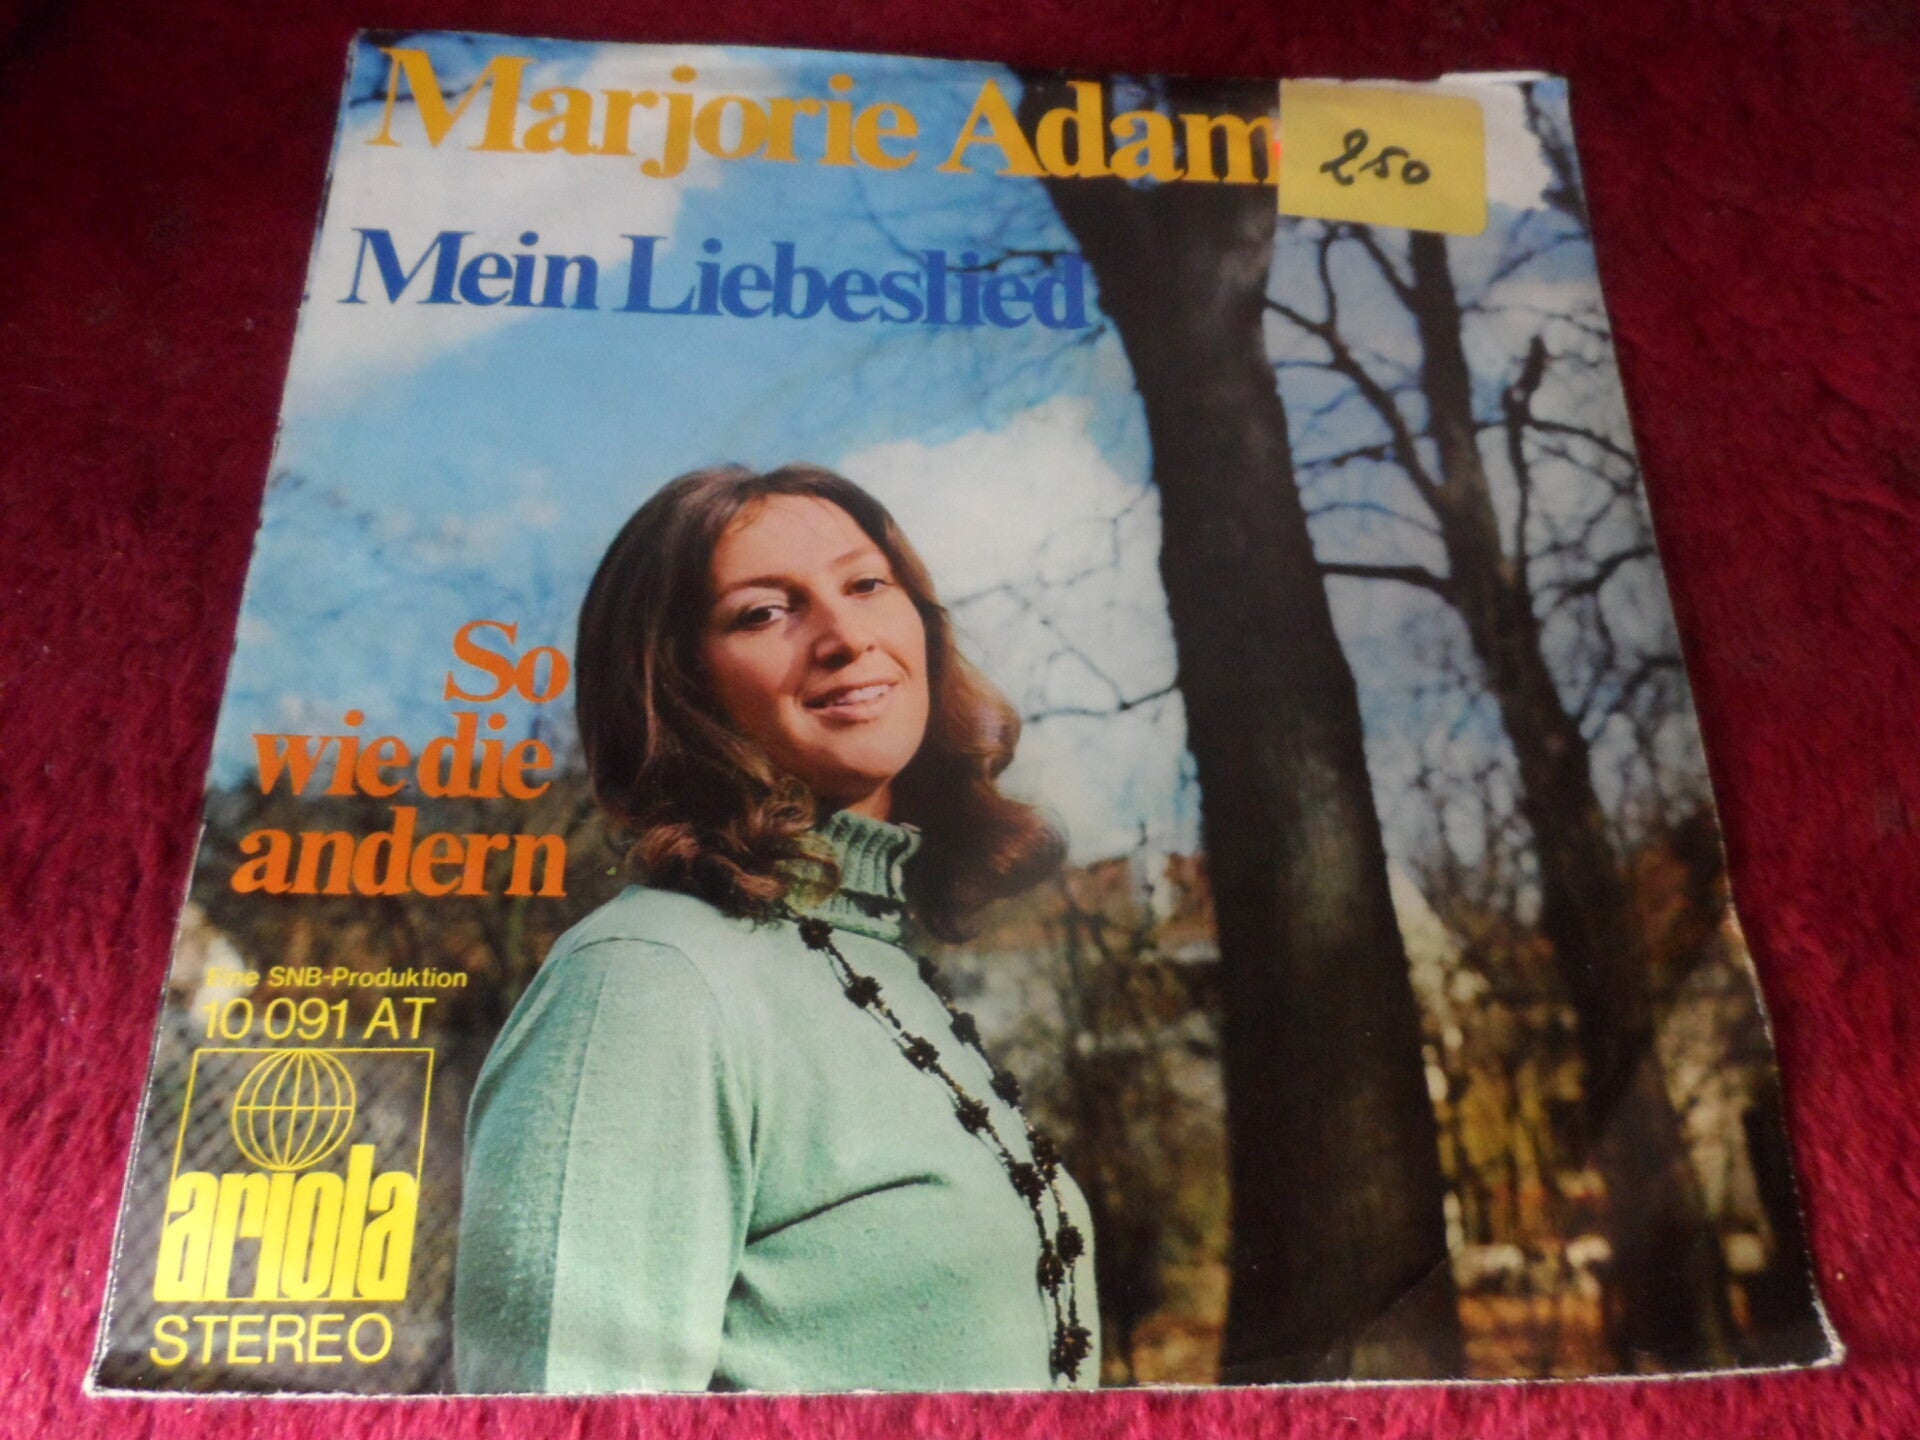 Marjorie Adam
250
Mein Liebeslied
So
wie die
andern
Eine SNB-Produktion
10 091 AT
ariola
STEREO